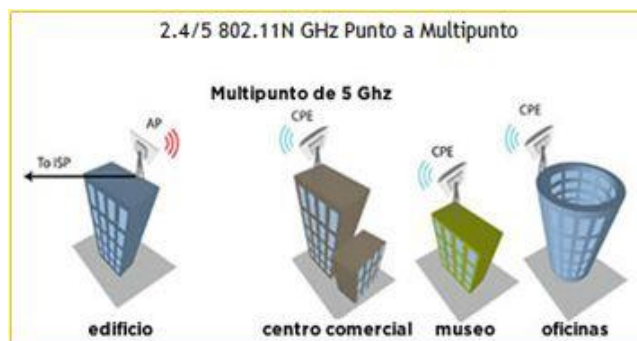 2.4/5 802.11N GHz Punto a Multipunto
Multipunto de 5 Ghz
AP
CPE
CPE
CPE
To ISP
edificio
centro comercial
museo
oficinas